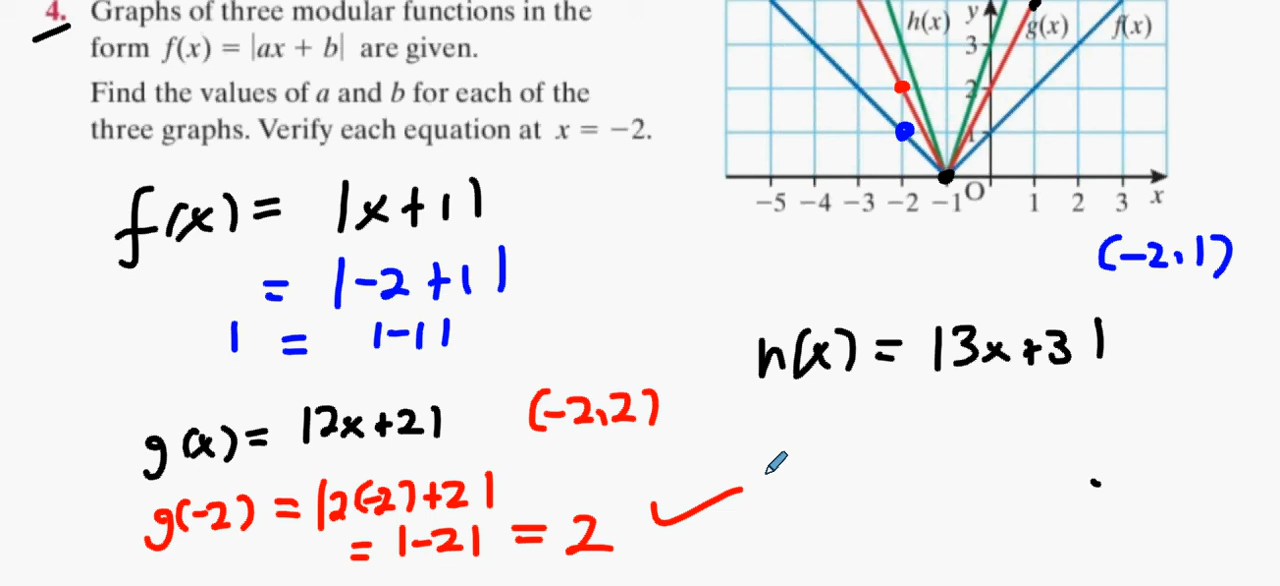 4. Graphs of three modular functions in the
form f(x) = |ax + b| are given.
Find the values of a and b for each of the
three graphs. Verify each equation at x = −2.
h(x) y g(x) f(x)
3
2
1
−5 −4 −3 −2 −1 O 1 2 3 x
f(x) = |x+1|
= |-2+1|
1 = |-1|
(-2,1)
h(x) = |3x+3|
g(x) = |2x+2| (-2,2)
g(-2) = |2(-2)+2|
= |-2| = 2